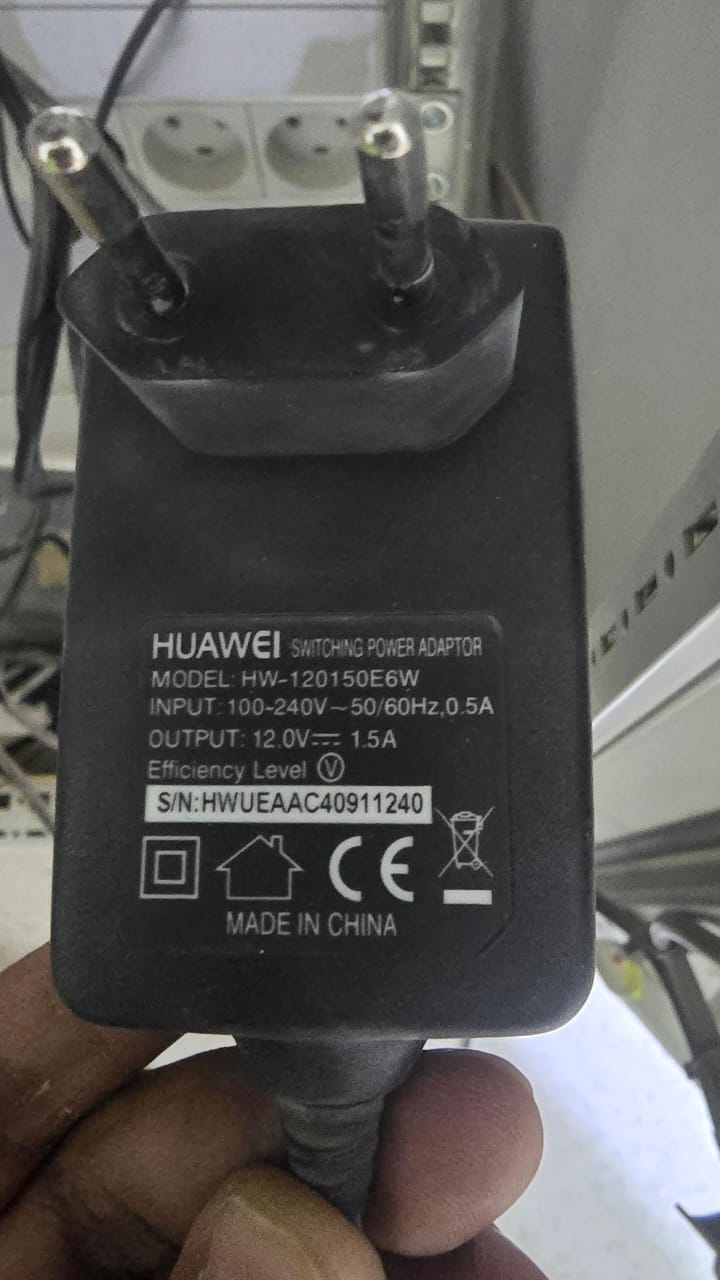 HUAWEI SWITCHING POWER ADAPTOR
MODEL: HW-120150E6W
INPUT: 100-240V~50/60Hz,0.5A
OUTPUT: 12.0V⎓ 1.5A
Efficiency Level Ⓥ
S/N:HWUEAAC40911240
CE
MADE IN CHINA